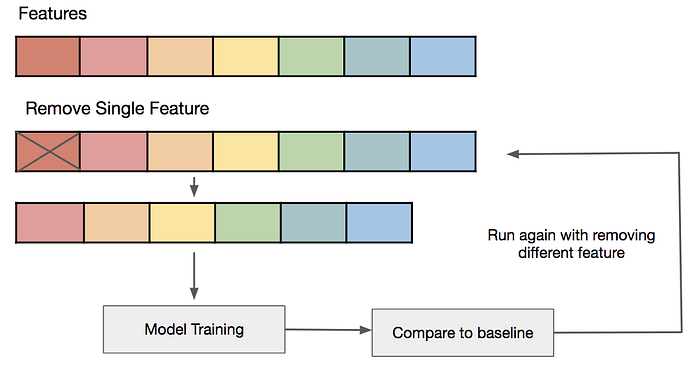 Features
Remove Single Feature
Run again with removing
different feature
Model Training
Compare to baseline